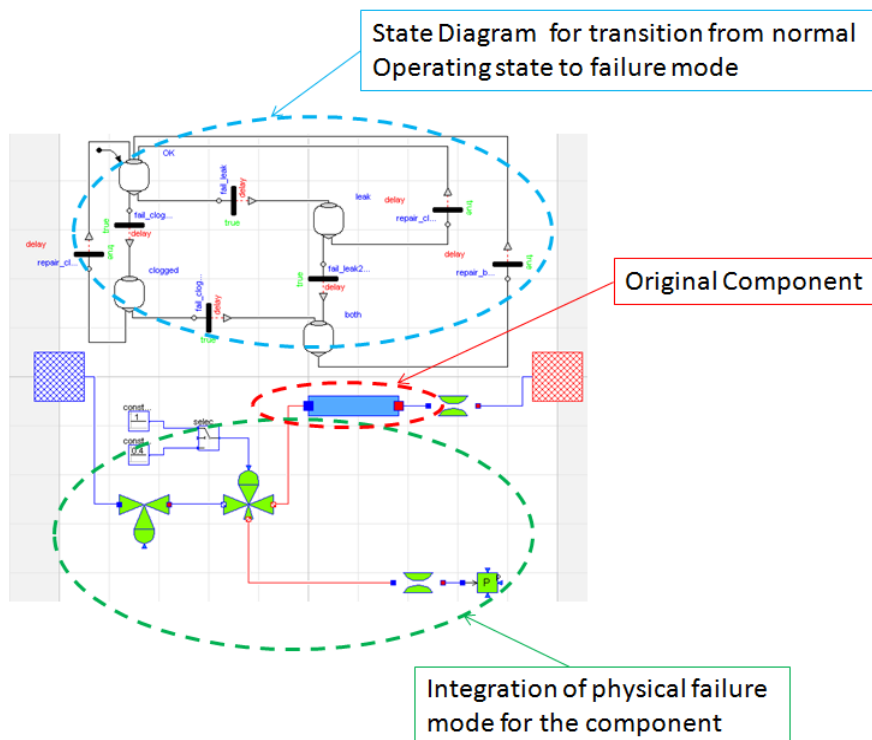 State Diagram for transition from normal
Operating state to failure mode
OK
fail_leak
delay
true
leak
delay
true
repair_cl...
true
fail_clog...
delay
delay
true
repair_cl...
clogged
fail_clog...
delay
true
true
fail_leak2...
delay
delay
true
repair_b...
both
Original Component
const...
1
selec...
const...
0.4
P
P
Integration of physical failure
mode for the component